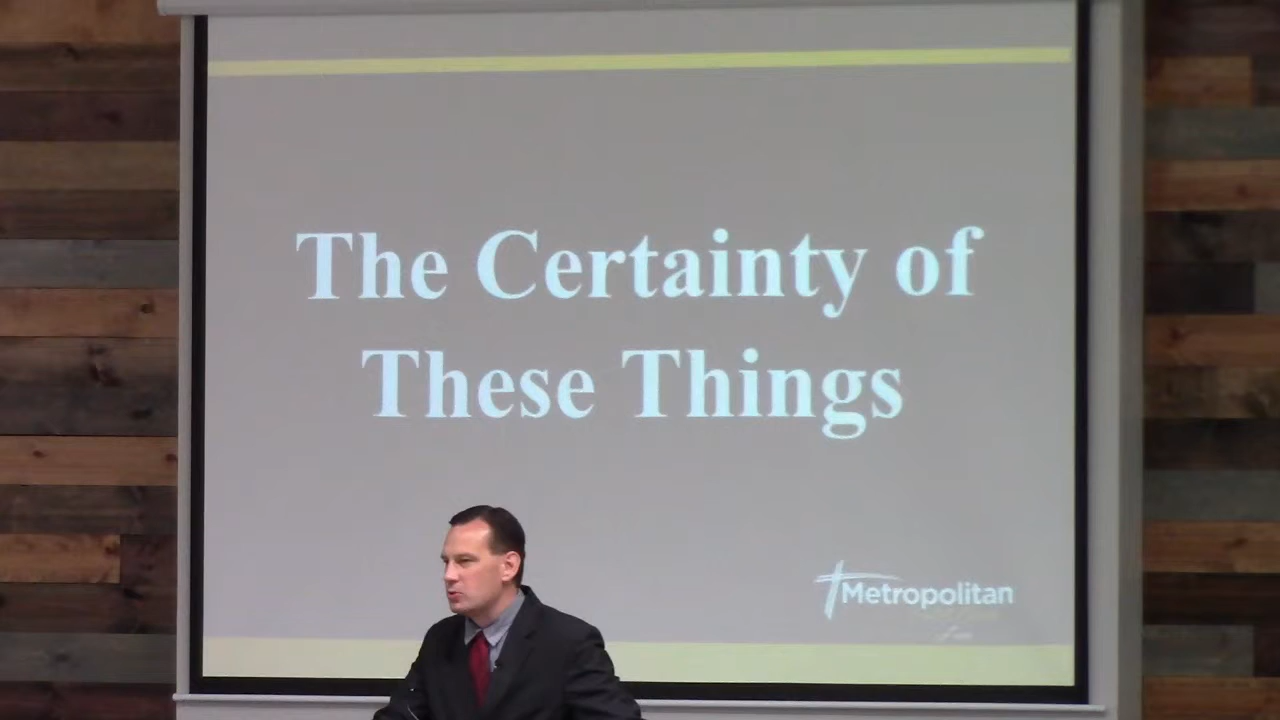 The Certainty of
These Things
Metropolitan